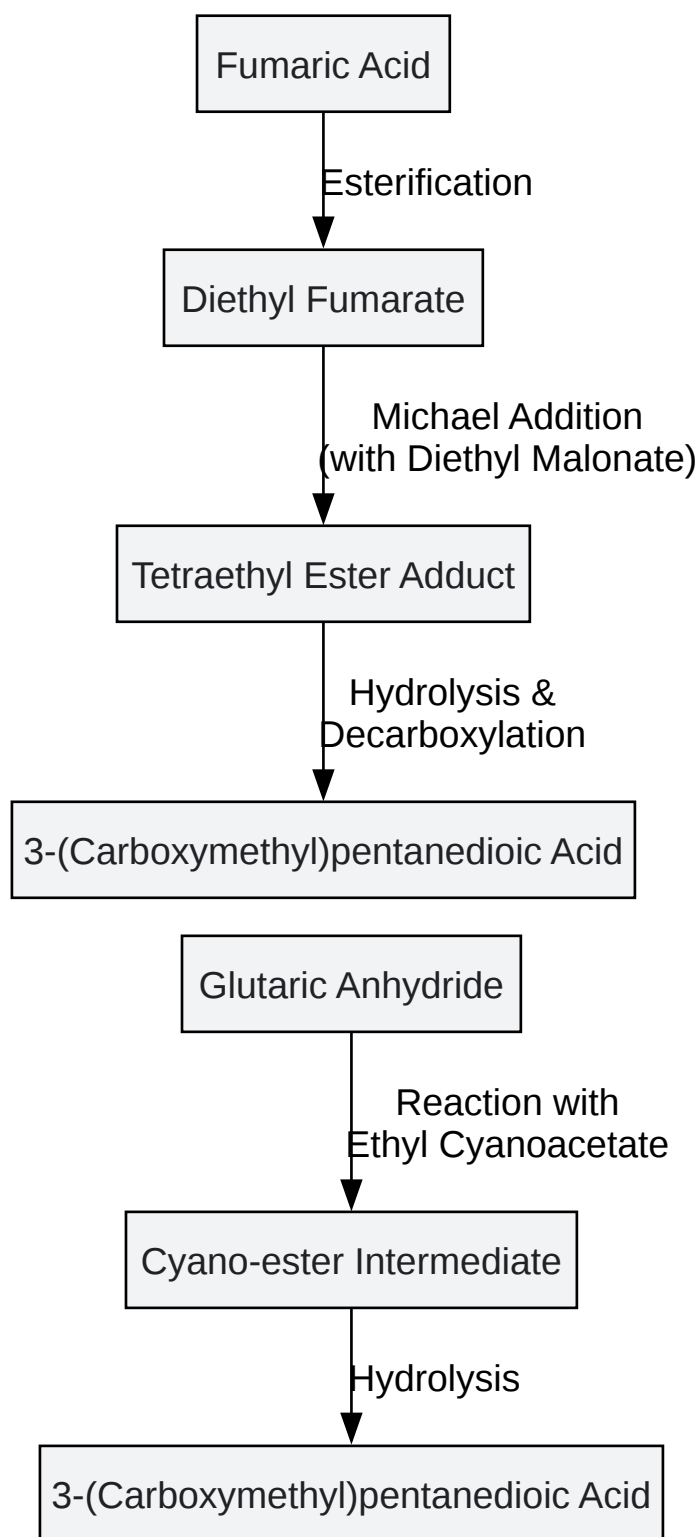 Fumaric Acid
Esterification
Diethyl Fumarate
Michael Addition
(with Diethyl Malonate)
Tetraethyl Ester Adduct
Hydrolysis &
Decarboxylation
3-(Carboxymethyl)pentanedioic Acid
Glutaric Anhydride
Reaction with
Ethyl Cyanoacetate
Cyano-ester Intermediate
Hydrolysis
3-(Carboxymethyl)pentanedioic Acid